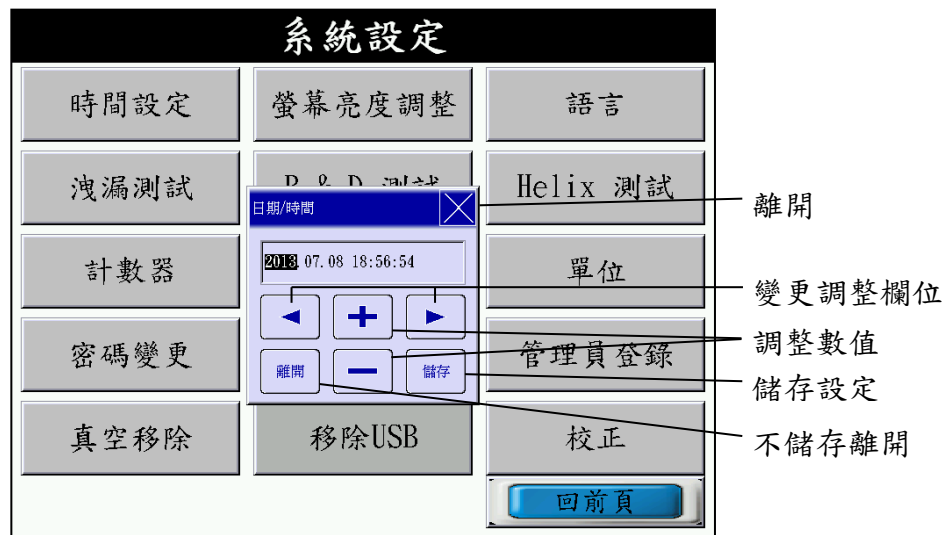 系統設定
時間設定
螢幕亮度調整
語言
洩漏測試
Helix 測試
日期/時間
離開
2013.07.08 18:56:54
計數器
單位
變更調整欄位
調整數值
密碼變更
管理員登錄
離開
儲存
儲存設定
真空移除
移除USB
校正
不儲存離開
回前頁